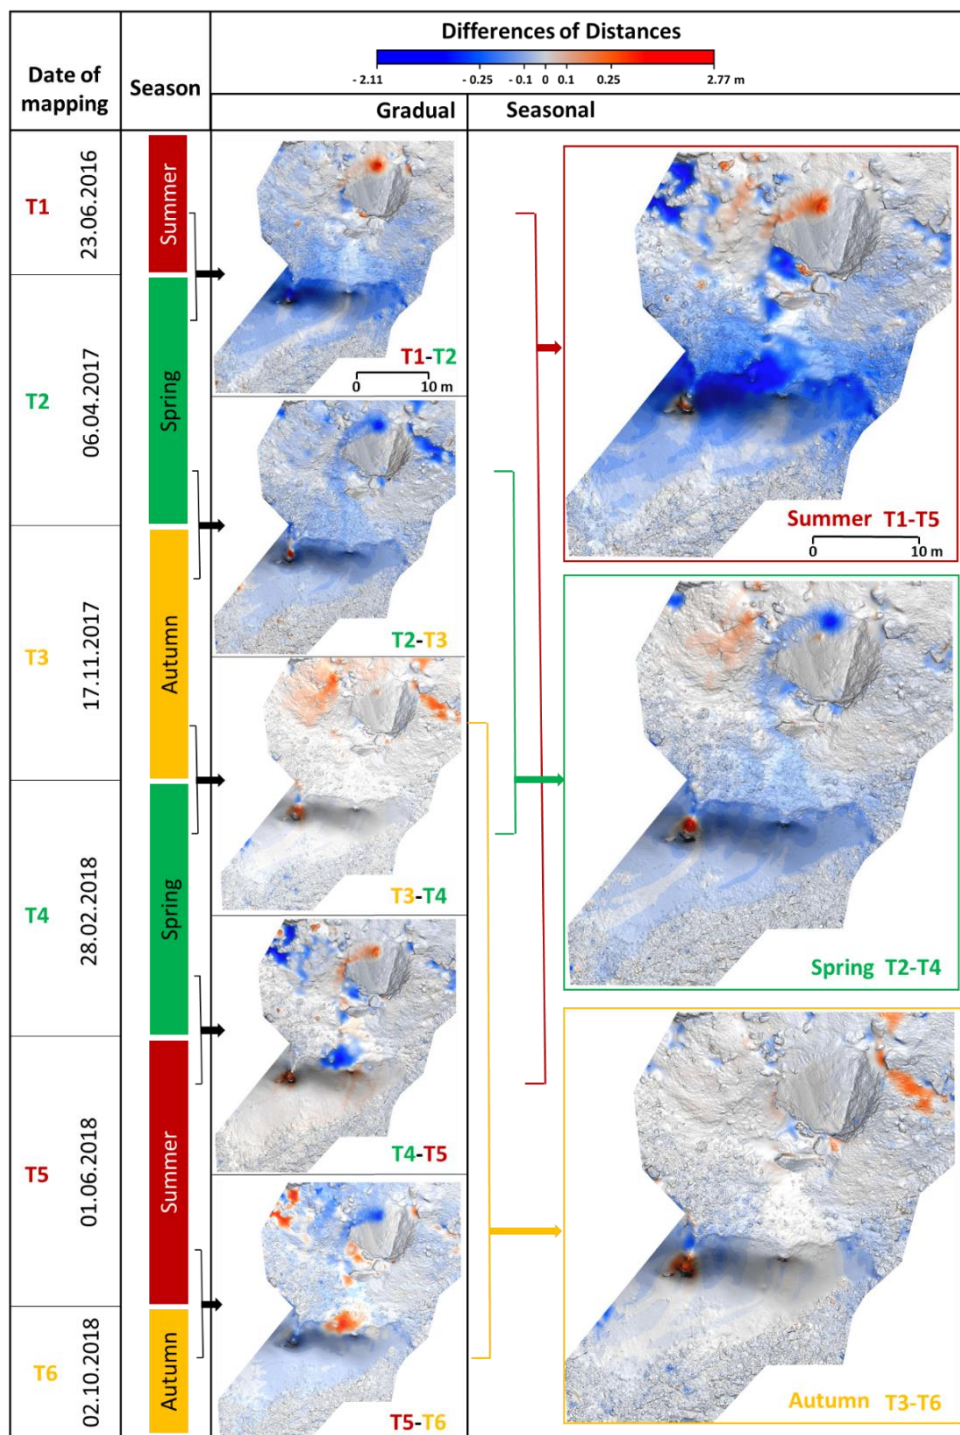 Differences of Distances
-2.11 -0.25 -0.1 0 0.1 0.25 2.77 m
Date of
mapping
Season
Gradual
Seasonal
T1
23.06.2016
Summer
T1-T2
0 10 m
T2
06.04.2017
Spring
T2-T3
T3
17.11.2017
Autumn
T3-T4
T4
28.02.2018
Spring
T4-T5
T5
01.06.2018
Summer
T5-T6
T6
02.10.2018
Autumn
Summer T1-T5
0 10 m
Spring T2-T4
Autumn T3-T6